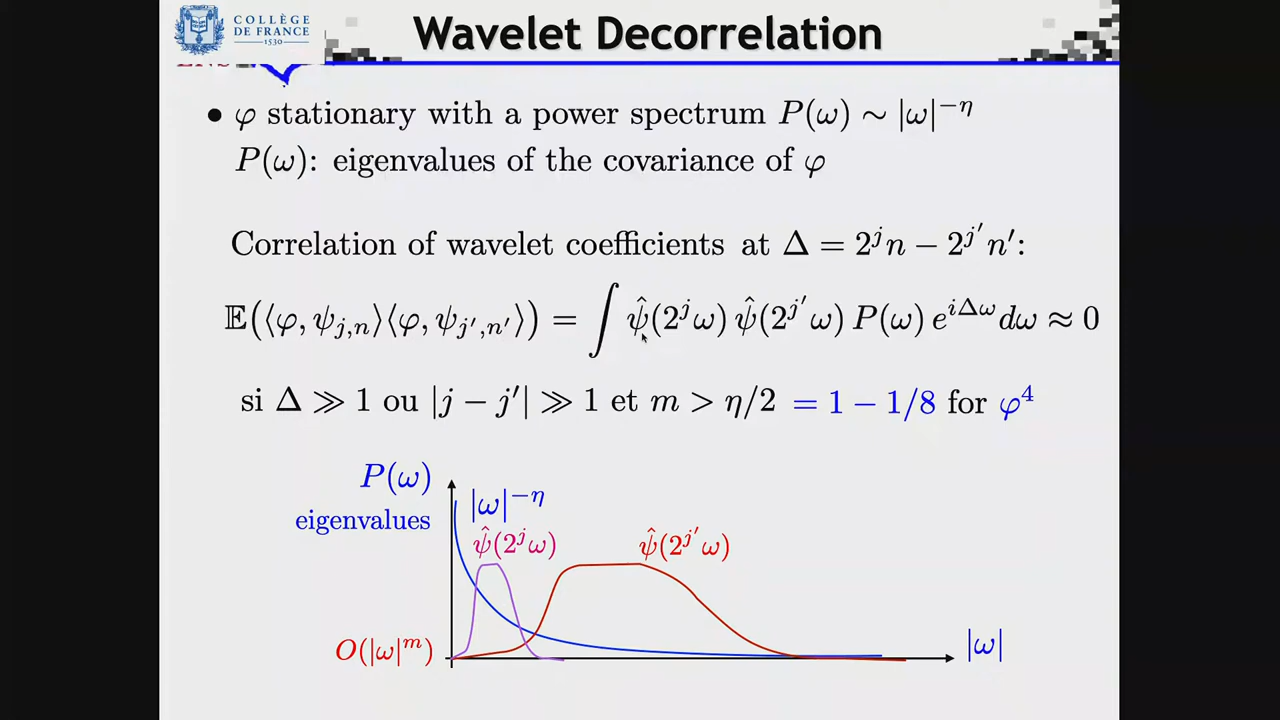 COLLÈGE
DE FRANCE
1530
Wavelet Decorrelation
ENS
• φ stationary with a power spectrum P(ω) ∼ |ω|^{−η}
P(ω): eigenvalues of the covariance of φ
Correlation of wavelet coefficients at Δ = 2^j n − 2^{j′} n′:
𝔼(⟨φ, ψ_{j,n}⟩⟨φ, ψ_{j′,n′}⟩) = ∫ ψ̂(2^j ω) ψ̂(2^{j′} ω) P(ω) e^{iΔω} dω ≈ 0
si Δ ≫ 1 ou |j − j′| ≫ 1 et m > η/2 = 1 − 1/8 for φ^4
P(ω)
|ω|^{−η}
eigenvalues
ψ̂(2^j ω) ψ̂(2^{j′} ω)
O(|ω|^m)
|ω|